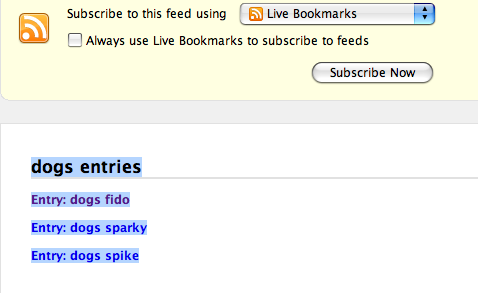 Subscribe to this feed using Live Bookmarks
Always use Live Bookmarks to subscribe to feeds
Subscribe Now
dogs entries
Entry: dogs fido
Entry: dogs sparky
Entry: dogs spike